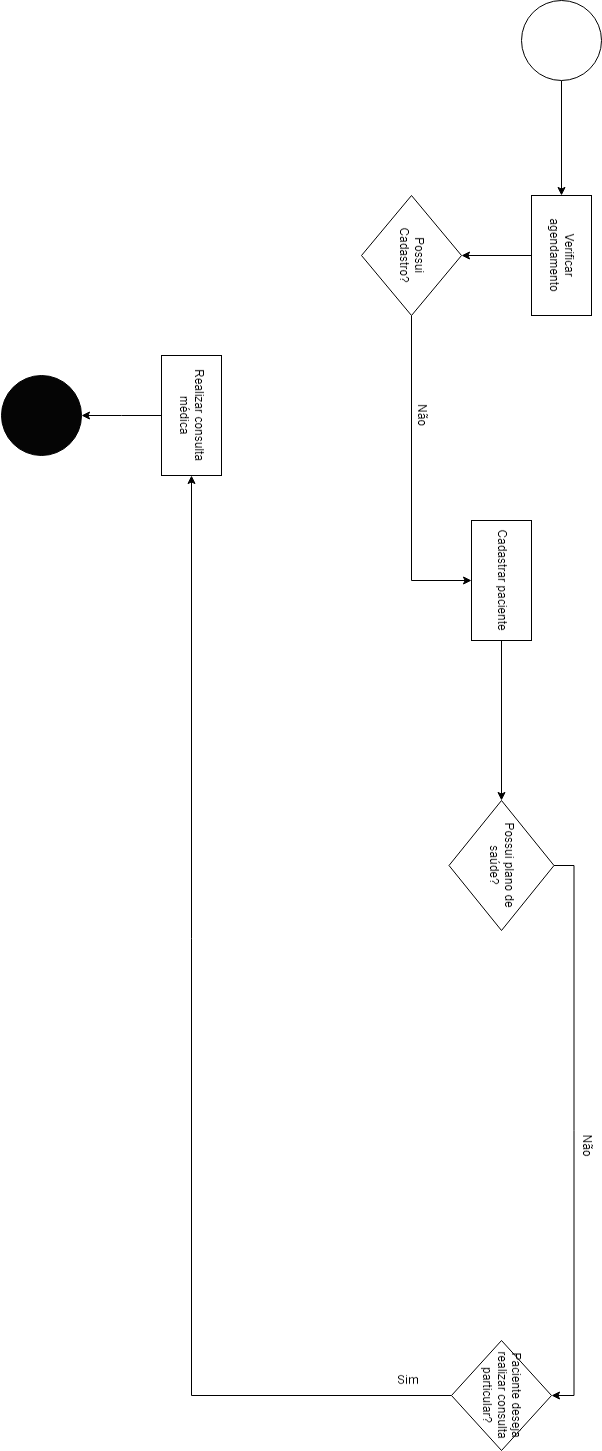 Verificar
agendamento
Possui
Cadastro?
Não
Cadastrar paciente
Possui plano de
saúde?
Não
Paciente deseja
realizar consulta
particular?
Sim
Realizar consulta
médica